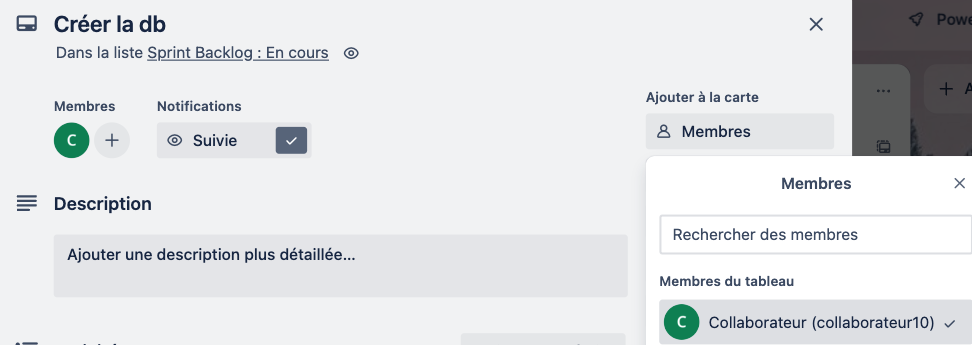 Créer la db
Dans la liste Sprint Backlog : En cours
Powe
Membres
Notifications
Ajouter à la carte
C
Suivie
Membres
Membres
Description
Rechercher des membres
Ajouter une description plus détaillée...
Membres du tableau
C Collaborateur (collaborateur10)